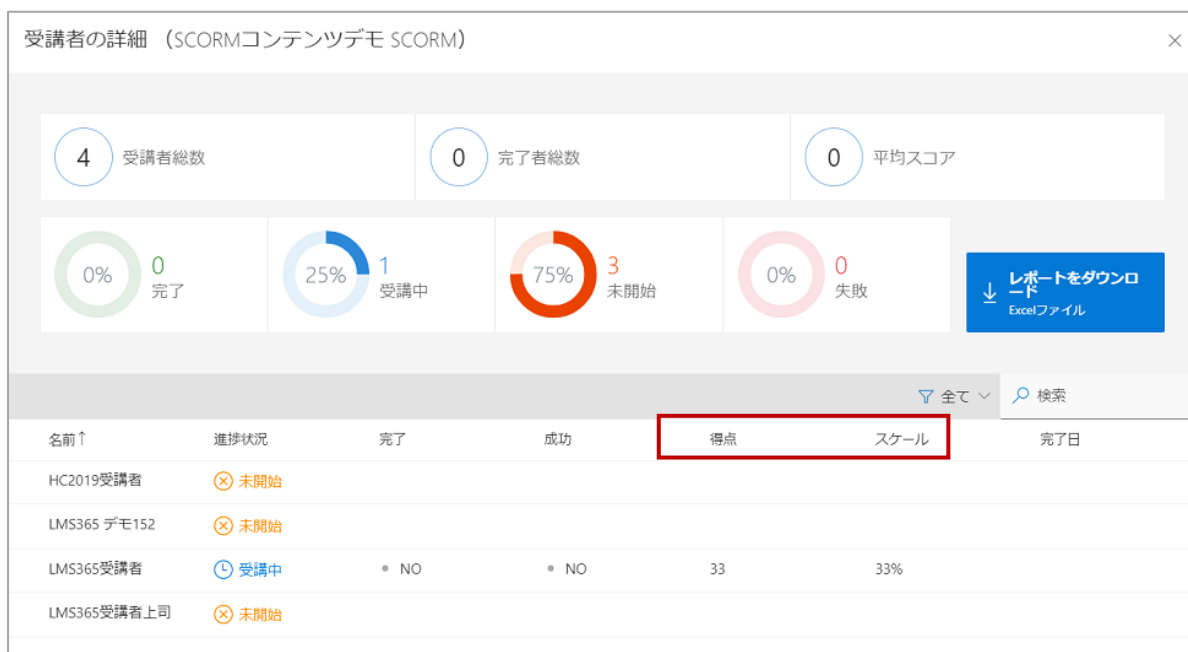 受講者の詳細 （SCORMコンテンツデモ SCORM）
4 受講者総数
0 完了者総数
0 平均スコア
0% 0 完了
25% 1 受講中
75% 3 未開始
0% 0 失敗
レポートをダウンロ
ード
Excelファイル
全て 検索
名前↑ 進捗状況 完了 成功 得点 スケール 完了日
HC2019受講者 未開始
LMS365 デモ152 未開始
LMS365受講者 受講中 NO NO 33 33%
LMS365受講者上司 未開始